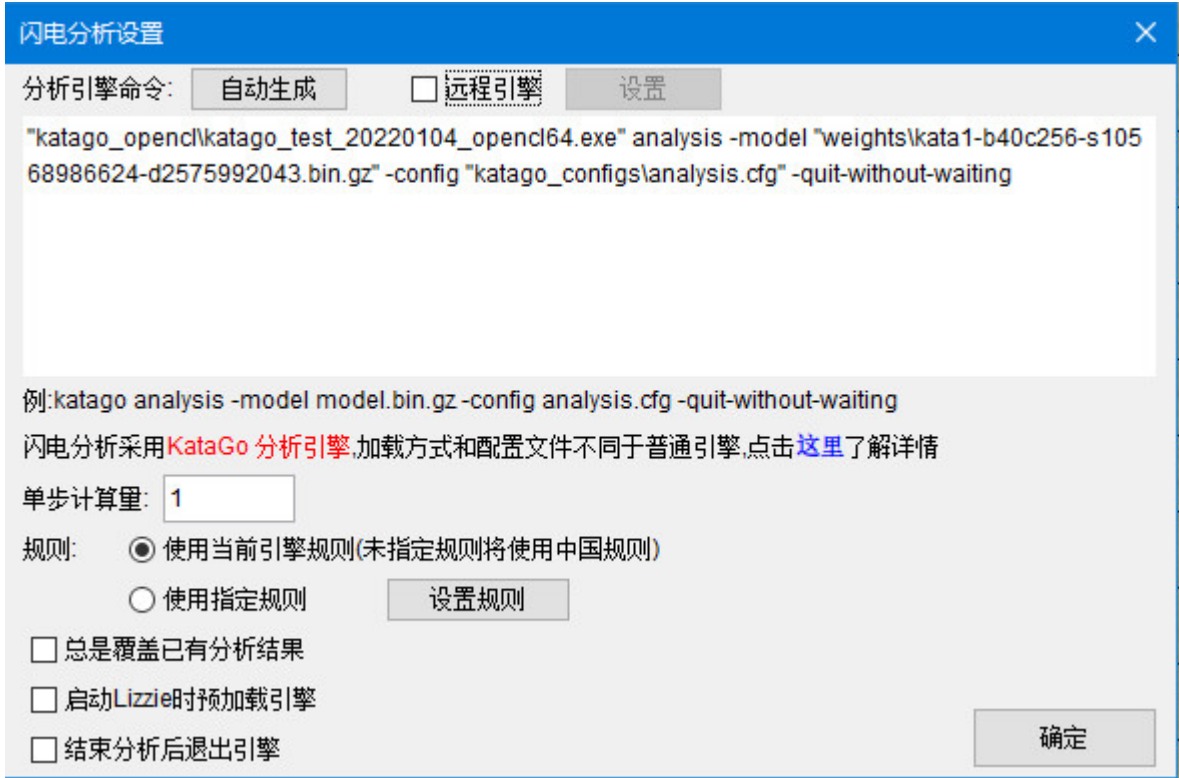 闪电分析设置
分析引擎命令: 自动生成 远程引擎 设置
"katago_opencl\katago_test_20220104_opencl64.exe" analysis -model "weights\kata1-b40c256-s105
68986624-d2575992043.bin.gz" -config "katago_configs\analysis.cfg" -quit-without-waiting
例:katago analysis -model model.bin.gz -config analysis.cfg -quit-without-waiting
闪电分析采用KataGo 分析引擎,加载方式和配置文件不同于普通引擎,点击这里了解详情
单步计算量: 1
规则: 使用当前引擎规则(未指定规则将使用中国规则)
使用指定规则 设置规则
总是覆盖已有分析结果
启动Lizzie时预加载引擎
结束分析后退出引擎
确定